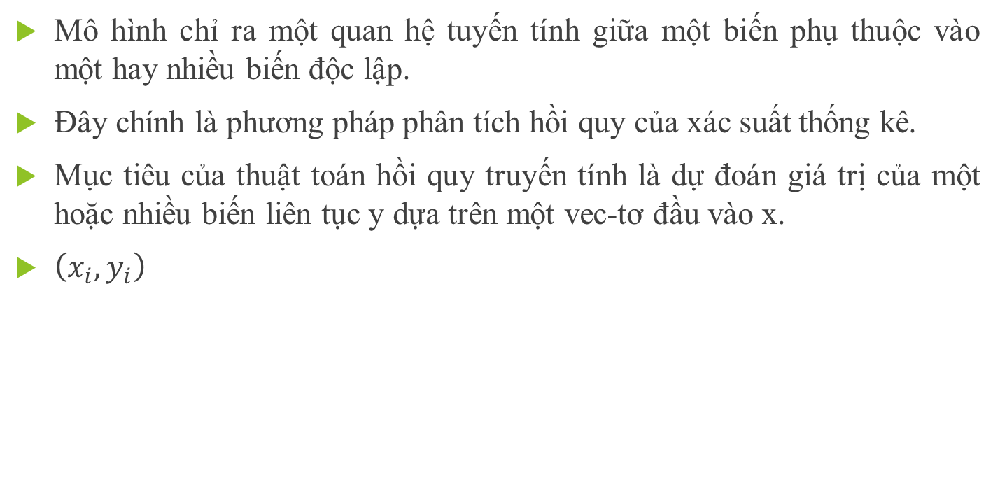 Mô hình chỉ ra một quan hệ tuyến tính giữa một biến phụ thuộc vào
một hay nhiều biến độc lập.
Đây chính là phương pháp phân tích hồi quy của xác suất thống kê.
Mục tiêu của thuật toán hồi quy truyến tính là dự đoán giá trị của một
hoặc nhiều biến liên tục y dựa trên một vec-tơ đầu vào x.
(xᵢ, yᵢ)